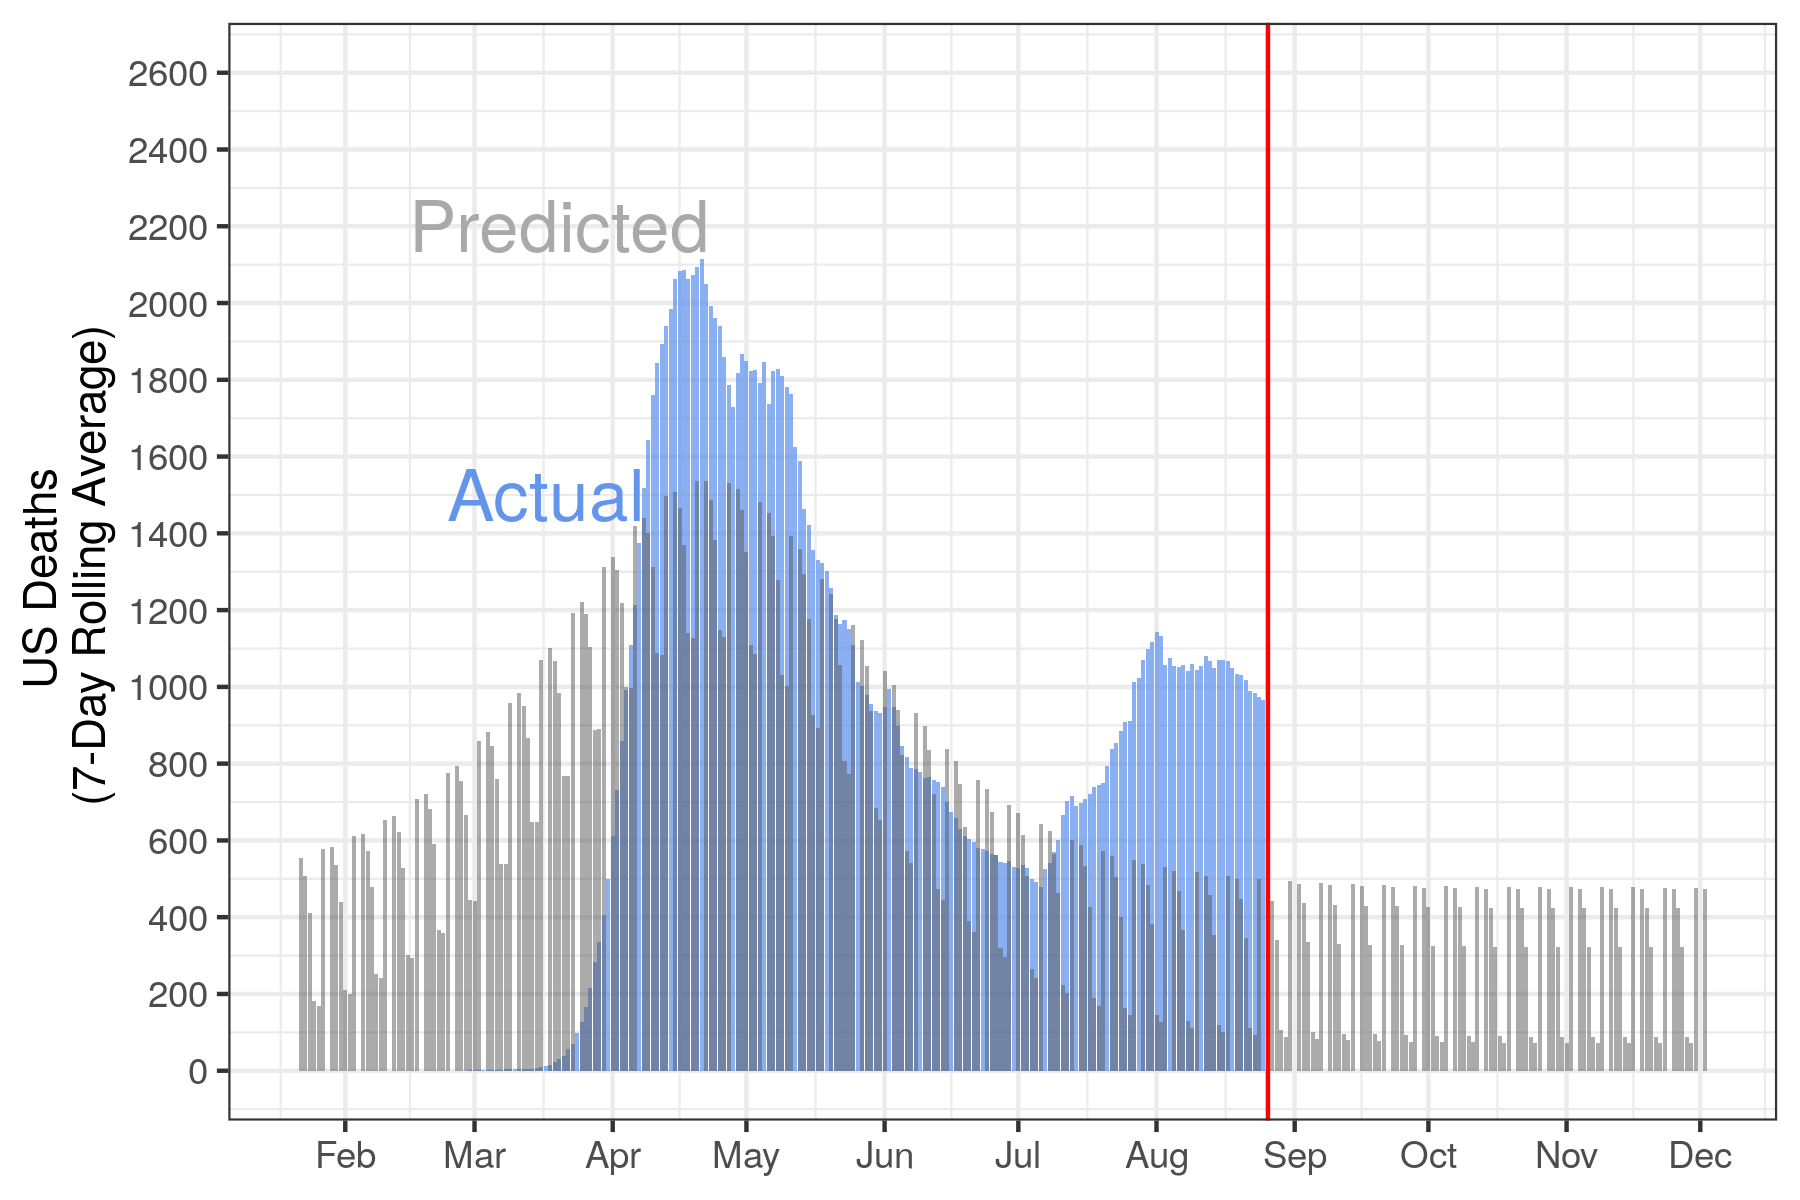 US Deaths
(7-Day Rolling Average)
2600
2400
2200
2000
1800
1600
1400
1200
1000
800
600
400
200
0
Predicted
Actual
Feb Mar Apr May Jun Jul Aug Sep Oct Nov Dec